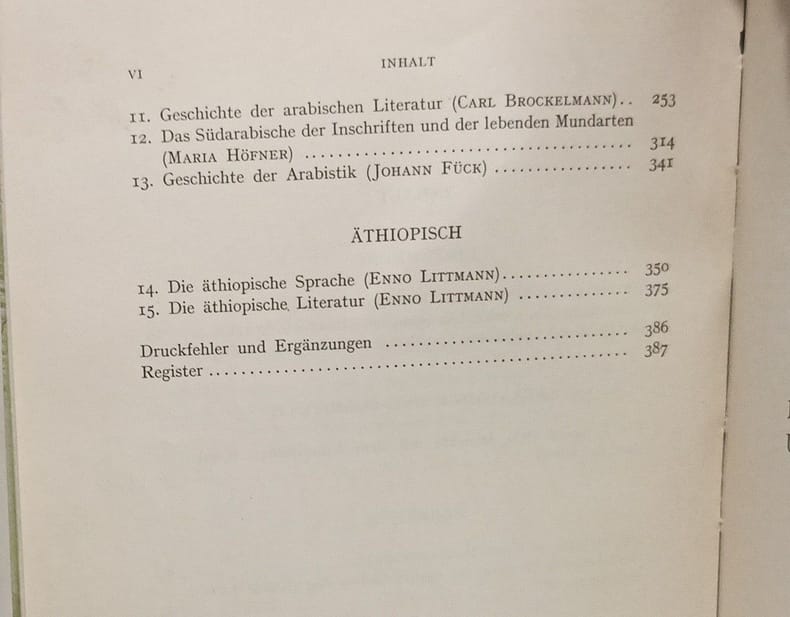 VI INHALT
11. Geschichte der arabischen Literatur (CARL BROCKELMANN).. 253
12. Das Südarabische der Inschriften und der lebenden Mundarten
(MARIA HÖFNER) ........................................ 314
13. Geschichte der Arabistik (JOHANN FÜCK) ................. 341
ÄTHIOPISCH
14. Die äthiopische Sprache (ENNO LITTMANN)................ 350
15. Die äthiopische Literatur (ENNO LITTMANN) .............. 375
Druckfehler und Ergänzungen .............................. 386
Register ................................................... 387